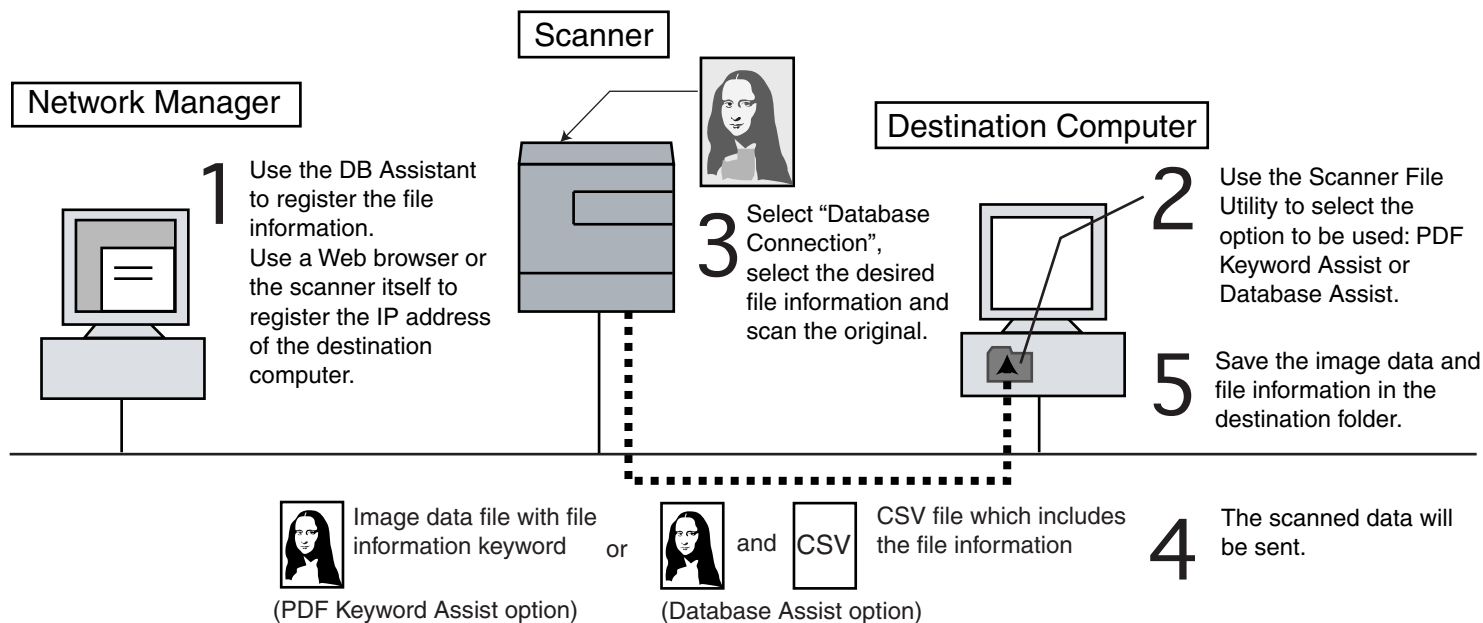 Scanner
Network Manager
Destination Computer
1
Use the DB Assistant
to register the file
information.
Use a Web browser or
the scanner itself to
register the IP address
of the destination
computer.
3
Select “Database
Connection”,
select the desired
file information and
scan the original.
2
Use the Scanner File
Utility to select the
option to be used: PDF
Keyword Assist or
Database Assist.
5
Save the image data and
file information in the
destination folder.
Image data file with file
information keyword
(PDF Keyword Assist option)
or
and
CSV
CSV file which includes
the file information
(Database Assist option)
4
The scanned data will
be sent.